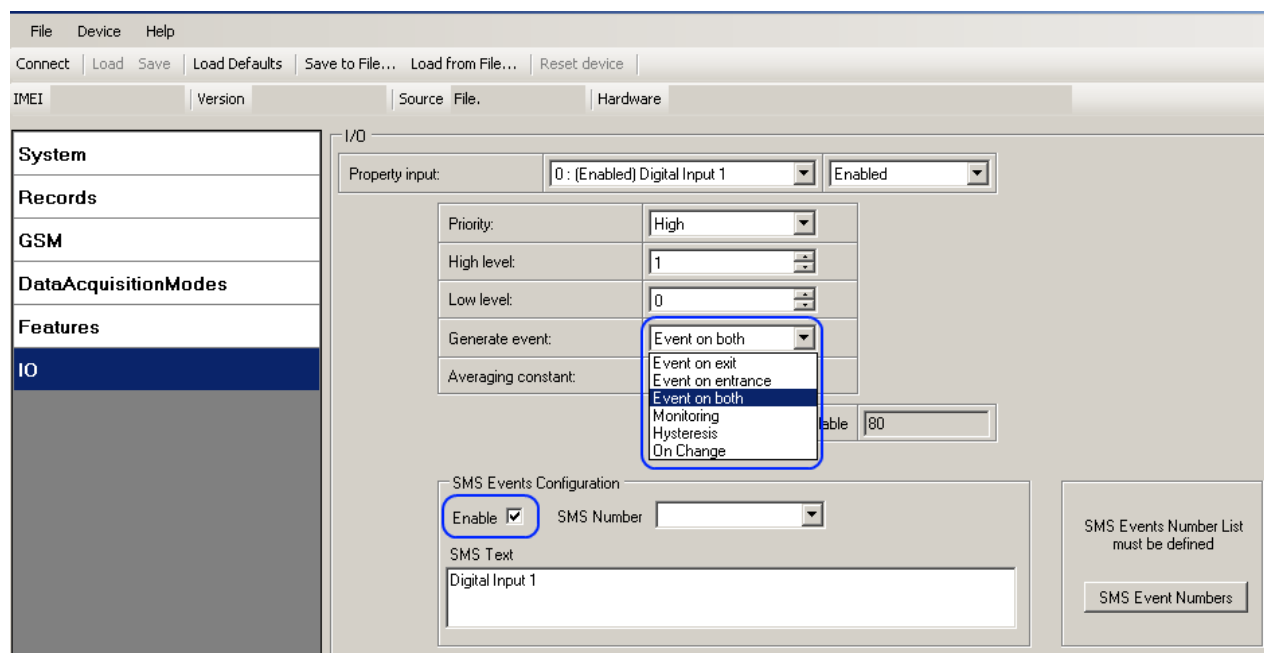 File Device Help
Connect Load Save Load Defaults Save to File... Load from File... Reset device
IMEI Version Source File. Hardware
System
Records
GSM
DataAcquisitionModes
Features
IO
I/O
Property input: 0 : (Enabled) Digital Input 1 Enabled
Priority: High
High level: 1
Low level: 0
Generate event: Event on both
Event on exit
Event on entrance
Event on both
Monitoring
Hysteresis
On Change
Averaging constant:
80
SMS Events Configuration
Enable SMS Number
SMS Text
Digital Input 1
SMS Events Number List
must be defined
SMS Event Numbers